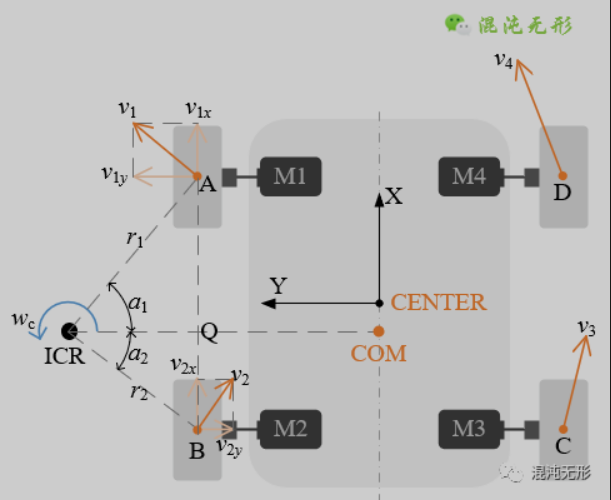 混沌无形
v4
v1
v1x
v1y
A
M1
M4
D
r1
X
Y
CENTER
wc
a1
ICR
Q
COM
v3
a2
v2x
v2
r2
M2
M3
B
v2y
C
混沌无形